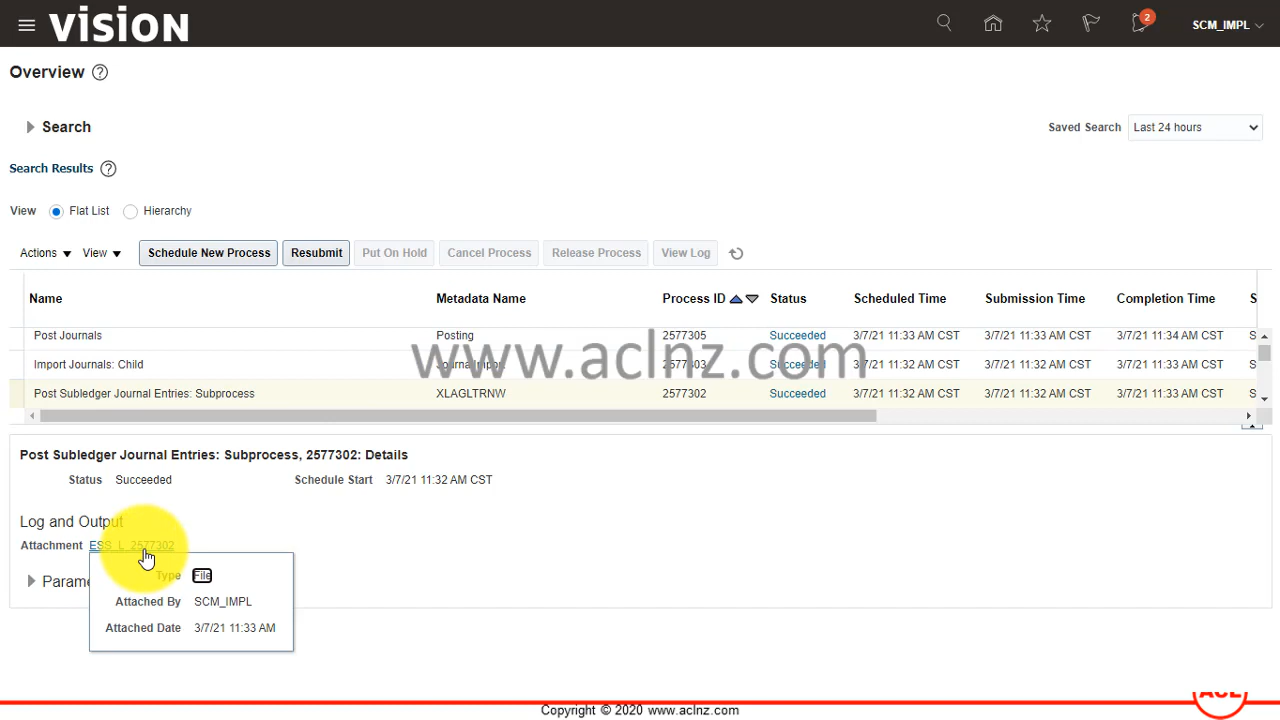 vision
2
SCM_IMPL
Overview ?
Search
Saved Search Last 24 hours
Search Results ?
View Flat List Hierarchy
Actions View Schedule New Process Resubmit Put On Hold Cancel Process Release Process View Log
Name Metadata Name Process ID Status Scheduled Time Submission Time Completion Time S
Post Journals Posting 2577305 Succeeded 3/7/21 11:33 AM CST 3/7/21 11:33 AM CST 3/7/21 11:34 AM CST S
www.aclnz.com
Import Journals: Child Succeeded 3/7/21 11:33 AM CST 3/7/21 11:33 AM CST 3/7/21 11:33 AM CST S
Post Subledger Journal Entries: Subprocess XLAGLTRNW 2577302 Succeeded 3/7/21 11:32 AM CST 3/7/21 11:32 AM CST 3/7/21 11:33 AM CST S
Post Subledger Journal Entries: Subprocess, 2577302: Details
Status Succeeded Schedule Start 3/7/21 11:32 AM CST
Log and Output
Attachment ESS_L_2577302
Type File
Attached By SCM_IMPL
Attached Date 3/7/21 11:33 AM
ACL
Copyright © 2020 www.aclnz.com